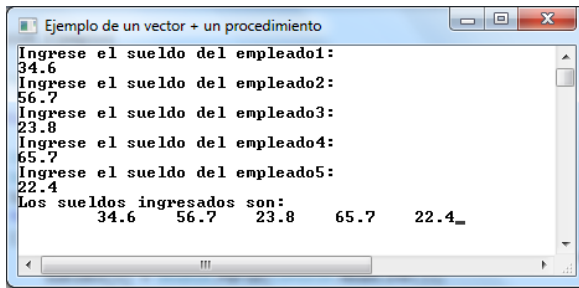 Ejemplo de un vector + un procedimiento
Ingrese el sueldo del empleado1:
34.6
Ingrese el sueldo del empleado2:
56.7
Ingrese el sueldo del empleado3:
23.8
Ingrese el sueldo del empleado4:
65.7
Ingrese el sueldo del empleado5:
22.4
Los sueldos ingresados son:
34.6 56.7 23.8 65.7 22.4_